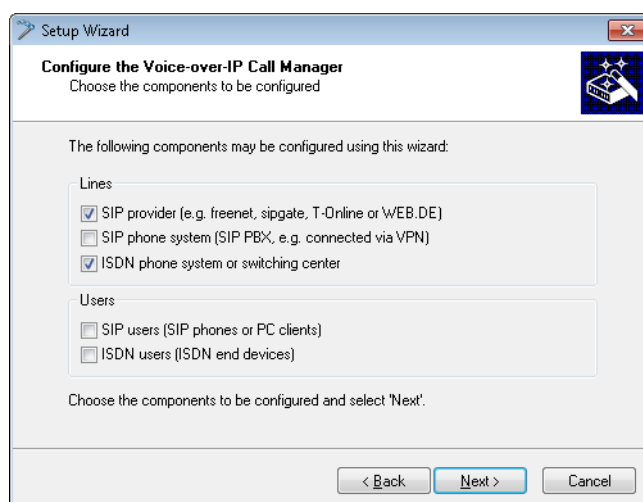 Setup Wizard
Configure the Voice-over-IP Call Manager
Choose the components to be configured
The following components may be configured using this wizard:
Lines
SIP provider (e.g. freenet, sipgate, T-Online or WEB.DE)
SIP phone system (SIP PBX, e.g. connected via VPN)
ISDN phone system or switching center
Users
SIP users (SIP phones or PC clients)
ISDN users (ISDN end devices)
Choose the components to be configured and select 'Next'.
< Back
Next >
Cancel